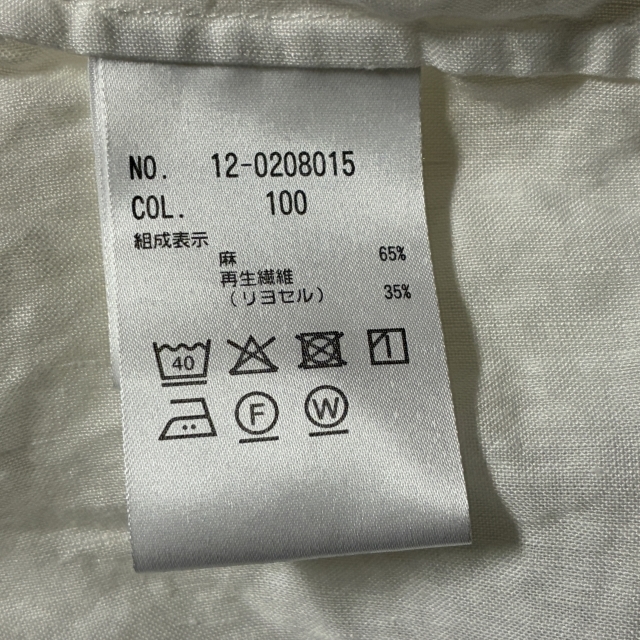 NO. 12-0208015
COL. 100
組成表示
麻 65%
再生繊維
(リヨセル) 35%
40
F W